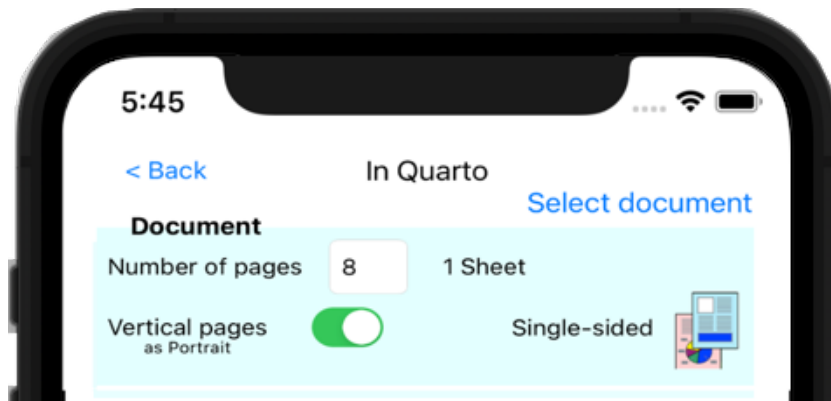 5:45
< Back
In Quarto
Select document
Document
Number of pages 8 1 Sheet
Vertical pages Single-sided
as Portrait